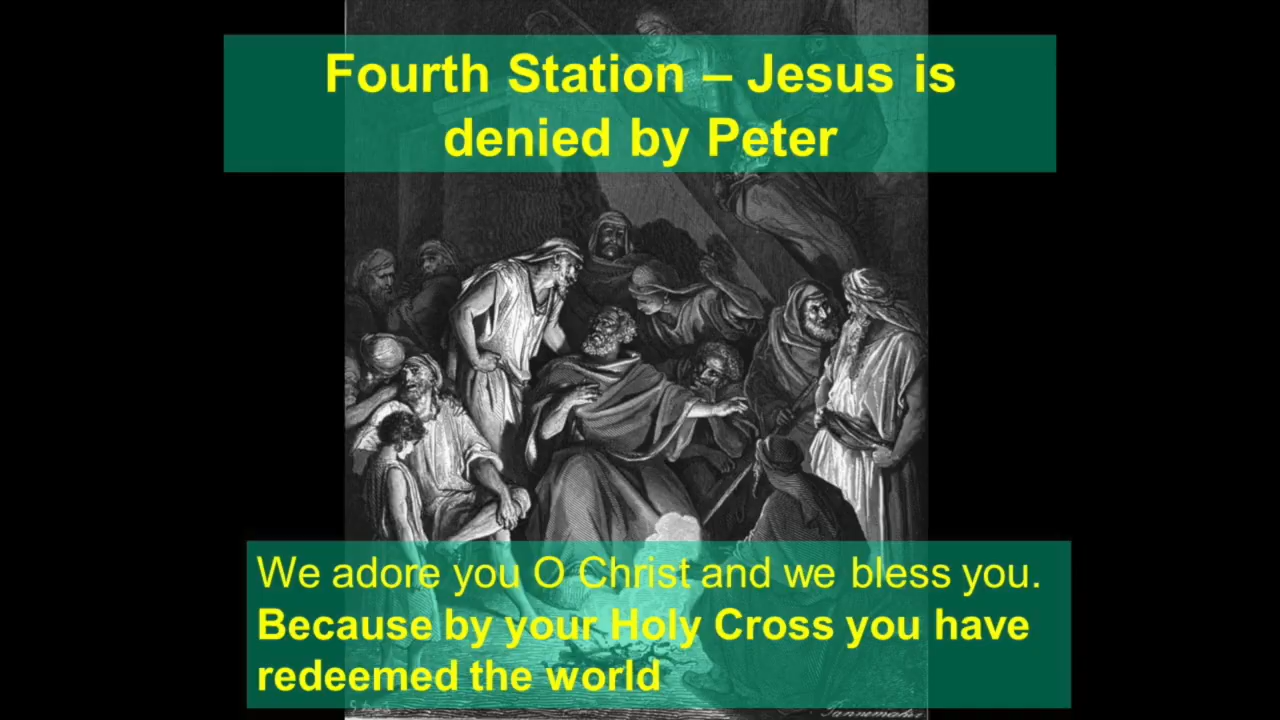 Fourth Station – Jesus is
denied by Peter
We adore you O Christ and we bless you.
Because by your Holy Cross you have
redeemed the world
Pannemaker